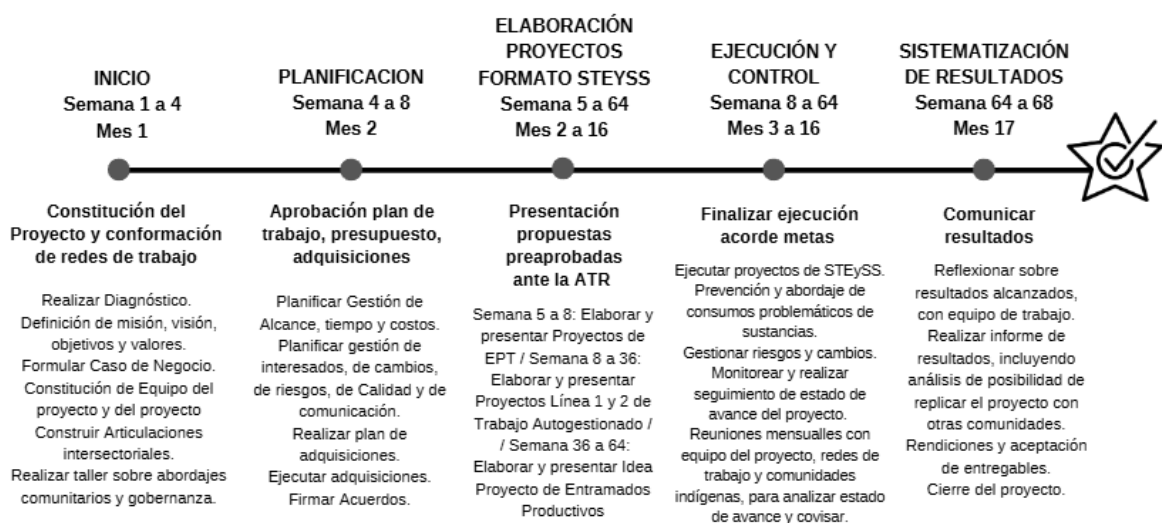 INICIO
Semana 1 a 4
Mes 1
Constitución del
Proyecto y conformación
de redes de trabajo
Realizar Diagnóstico.
Definición de misión, visión,
objetivos y valores.
Formular Caso de Negocio.
Constitución de Equipo del
proyecto y del proyecto
Construir Articulaciones
intersectoriales.
Realizar taller sobre abordajes
comunitarios y gobernanza.
PLANIFICACION
Semana 4 a 8
Mes 2
Aprobación plan de
trabajo, presupuesto,
adquisiciones
Planificar Gestión de
Alcance, tiempo y costos.
Planificar gestión de
interesados, de cambios,
de riesgos, de Calidad y de
comunicación.
Realizar plan de
adquisiciones.
Ejecutar adquisiciones.
Firmar Acuerdos.
ELABORACIÓN
PROYECTOS
FORMATO STEYSS
Semana 5 a 64
Mes 2 a 16
Presentación
propuestas
preaprobadas
ante la ATR
Semana 5 a 8: Elaborar y
presentar Proyectos de
EPT / Semana 8 a 36:
Elaborar y presentar
Proyectos Línea 1 y 2 de
Trabajo Autogestionado /
/ Semana 36 a 64:
Elaborar y presentar Idea
Proyecto de Entramados
Productivos
EJECUCIÓN Y
CONTROL
Semana 8 a 64
Mes 3 a 16
Finalizar ejecución
acorde metas
Ejecutar proyectos de STEySS.
Prevención y abordaje de
consumos problemáticos de
sustancias.
Gestionar riesgos y cambios.
Monitorear y realizar
seguimiento de estado de
avance del proyecto.
Reuniones mensualles con
equipo del proyecto, redes de
trabajo y comunidades
indígenas, para analizar estado
de avance y covisar.
SISTEMATIZACIÓN
DE RESULTADOS
Semana 64 a 68
Mes 17
Comunicar
resultados
Reflexionar sobre
resultados alcanzados,
con equipo de trabajo.
Realizar informe de
resultados, incluyendo
análisis de posibilidad de
replicar el proyecto con
otras comunidades.
Rendiciones y aceptación
de entregables.
Cierre del proyecto.